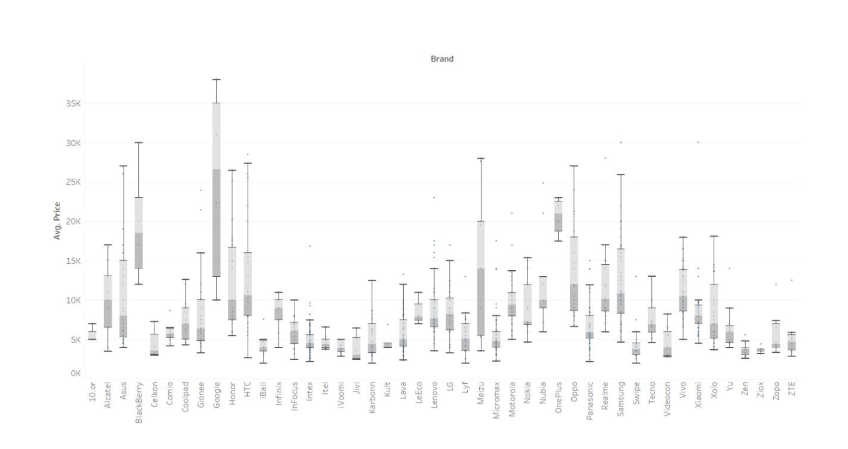 Brand
Avg. Price
35K
30K
25K
20K
15K
10K
5K
0K
10.or
Alcatel
Asus
BlackBerry
Celkon
Comio
Coolpad
Gionee
Google
Honor
HTC
iBall
Infinix
InFocus
Intex
Itel
iVoomi
Jivi
Karbonn
Kult
Lava
LeEco
Lenovo
LG
Lyf
Meizu
Micromax
Motorola
Nokia
Nubia
OnePlus
Oppo
Panasonic
Realme
Samsung
Swipe
Tecno
Videocon
Vivo
Xiaomi
Xolo
Yu
Zen
Ziox
Zopo
ZTE